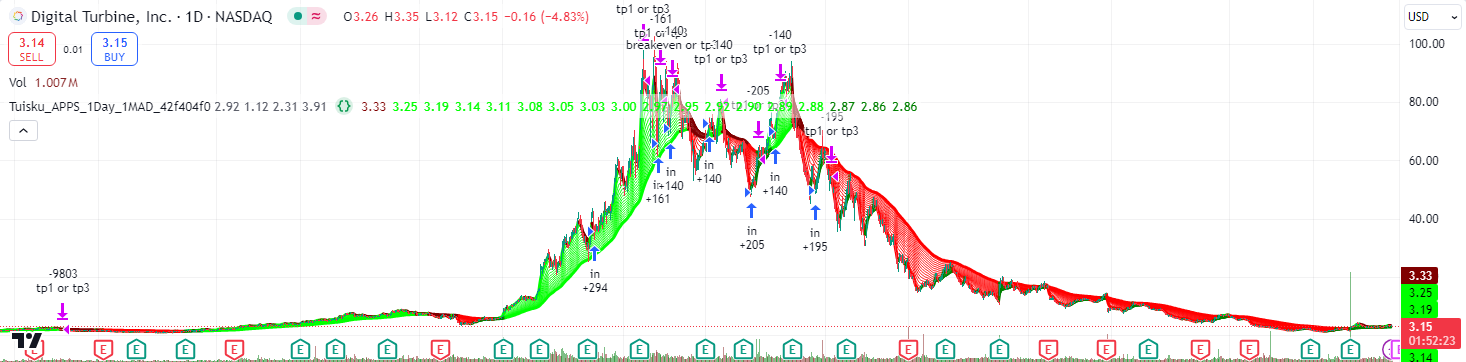 Digital Turbine, Inc. · 1D · NASDAQ
O3.26 H3.35 L3.12 C3.15 −0.16 (−4.83%)
USD
3.14
SELL
0.01
3.15
BUY
Vol 1.007M
Tuisku_APPS_1Day_1MAD_42f404f0 2.92 1.12 2.31 3.91 3.33 3.25 3.19 3.14 3.11 3.08 3.05 3.03 3.00 2.97 2.95 2.92 2.90 2.89 2.88 2.87 2.86 2.86
tp1 or tp3
-161
-140
breakeven or tp3
-140
tp1 or tp3
-140
tp1 or tp3
-205
-195
tp1 or tp3
100.00
80.00
60.00
40.00
in
+161
in
+140
in
+140
in
+140
in
+205
in
+195
in
+294
-9803
tp1 or tp3
3.33
3.25
3.19
3.15
01:52:23
3.14
E E E E E E E E E E E E E E E E E E E E E E E E E E E